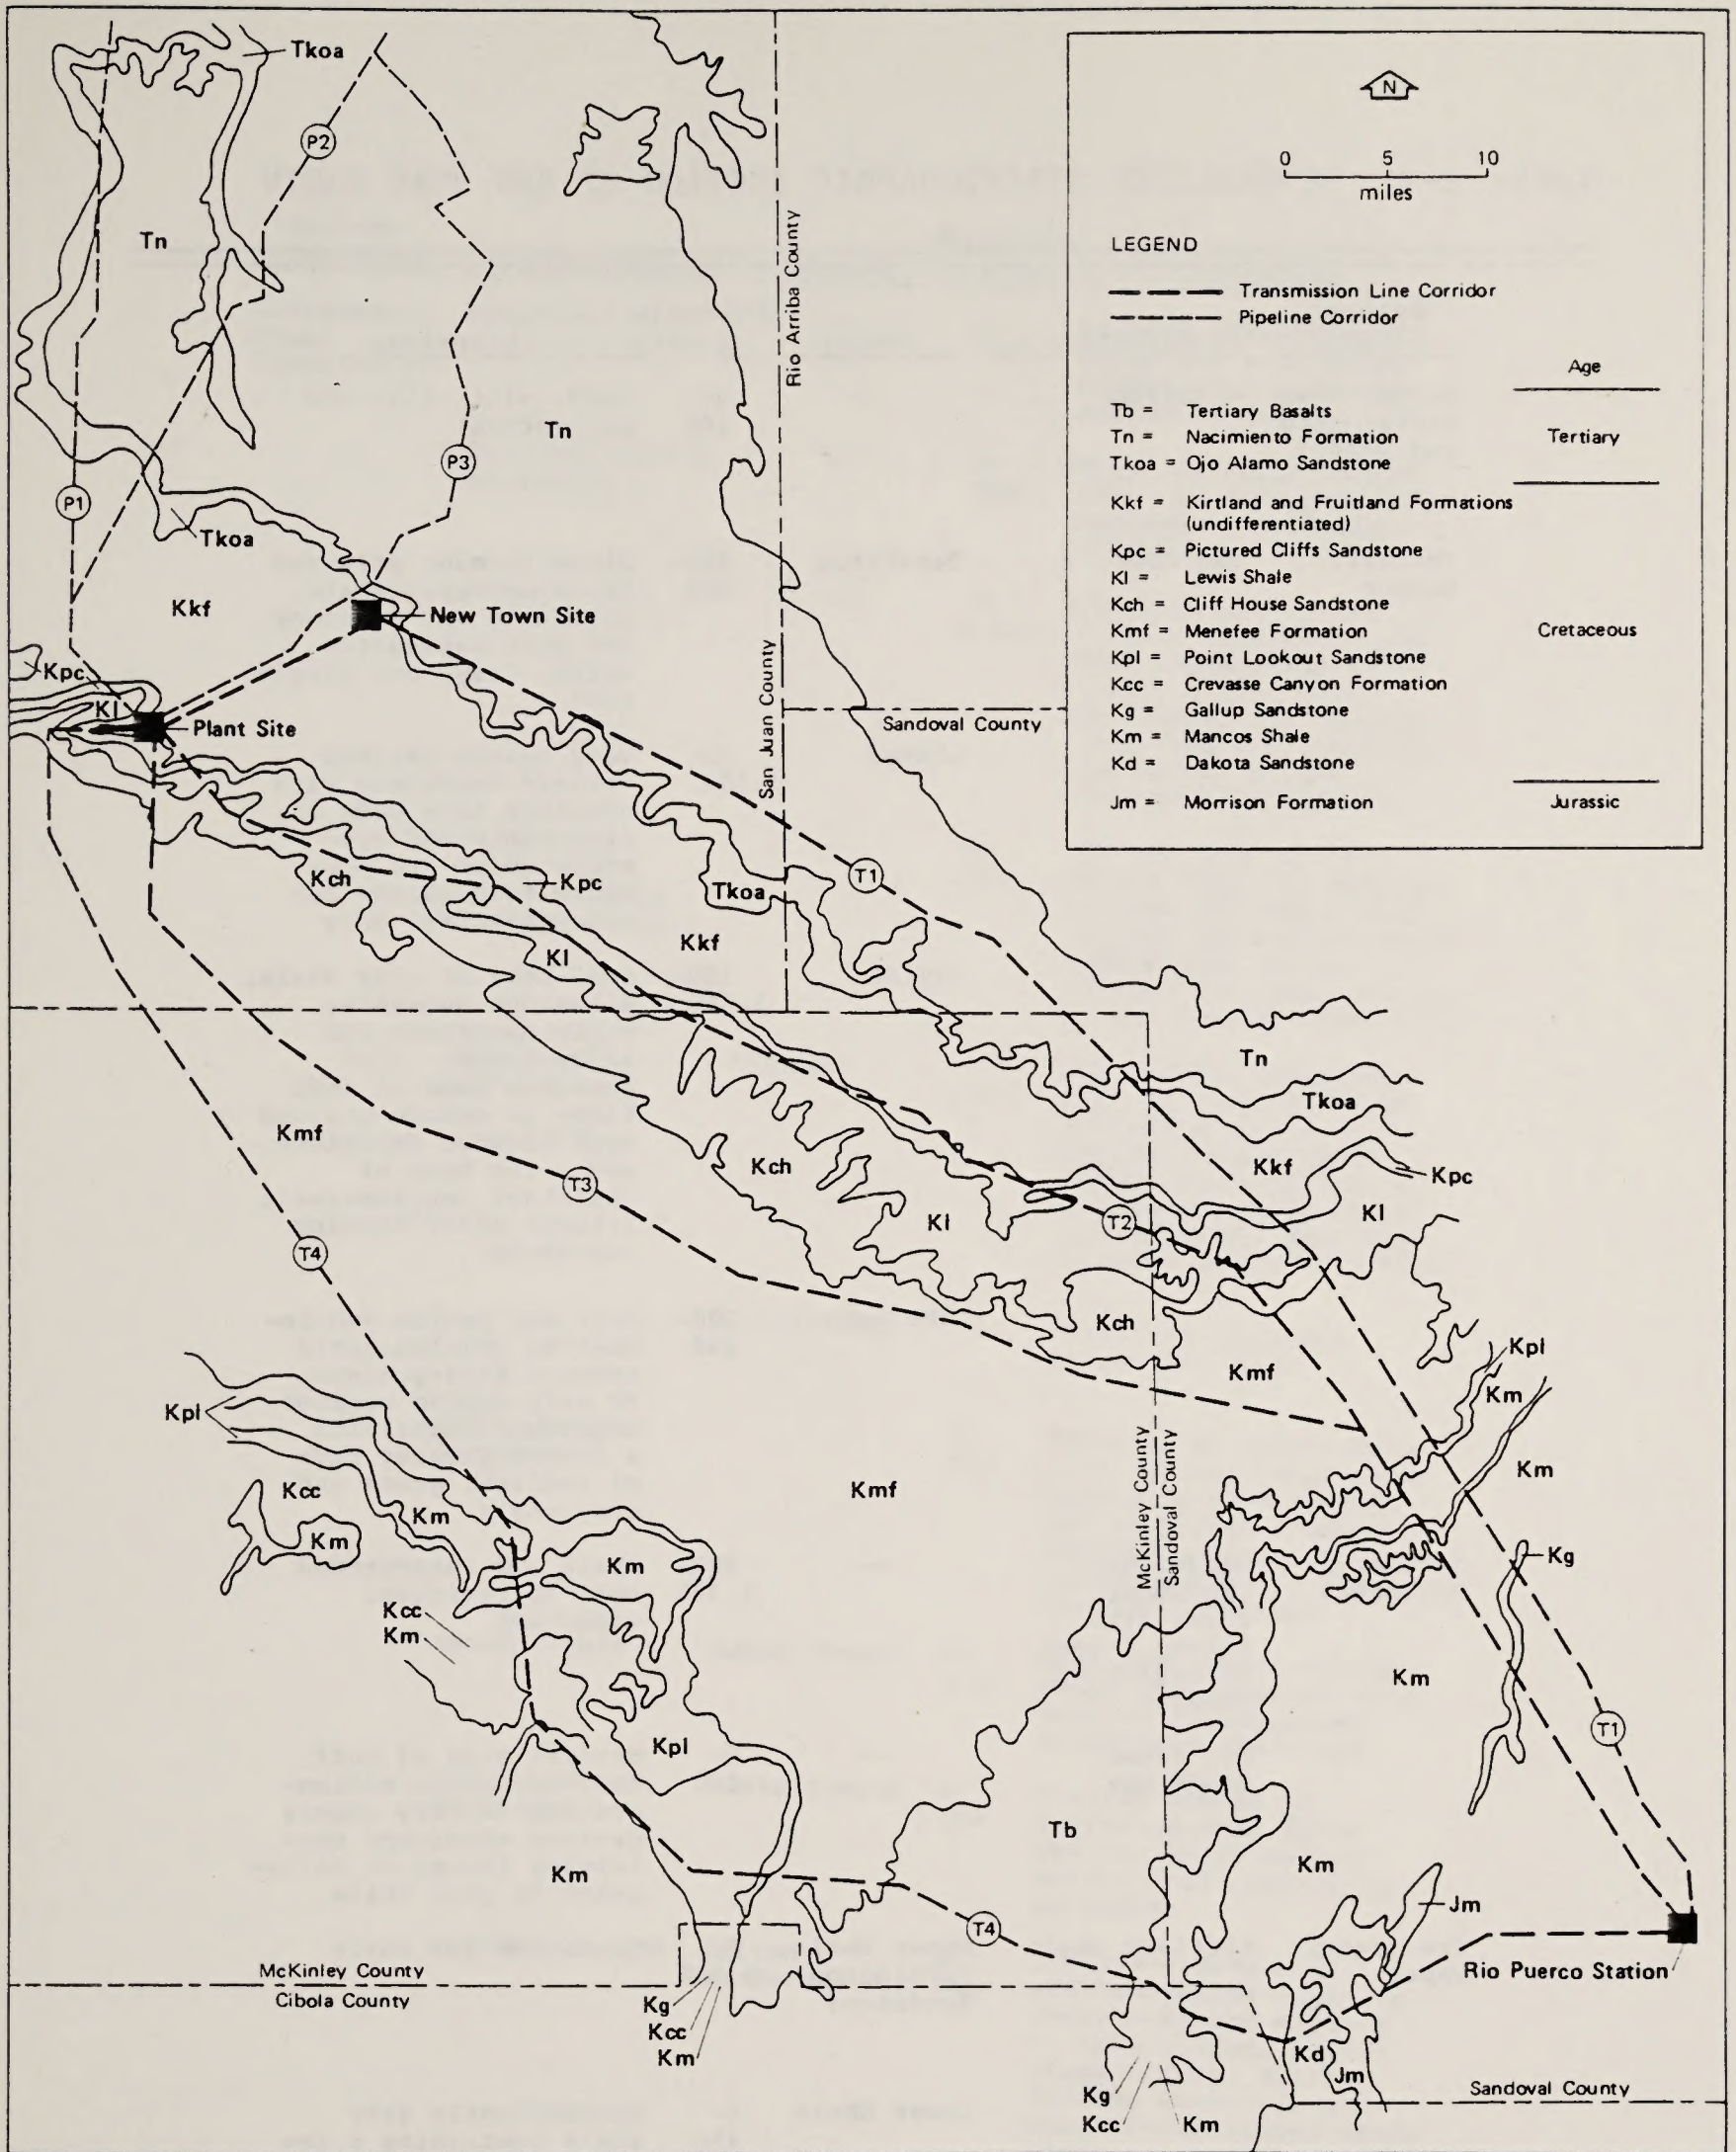 Tkoa
P2
Tn
Rio Arriba County
Tn
P3
P1
Tkoa
Kkf
New Town Site
Kpc
Kl
Plant Site
San Juan County
Sandoval County
Kch
Kpc
Tkoa
T1
Kkf
Kl
N
0 5 10
miles
LEGEND
Transmission Line Corridor
Pipeline Corridor
Age
Tb = Tertiary Basalts
Tn = Nacimiento Formation Tertiary
Tkoa = Ojo Alamo Sandstone
Kkf = Kirtland and Fruitland Formations
(undifferentiated)
Kpc = Pictured Cliffs Sandstone
Kl = Lewis Shale
Kch = Cliff House Sandstone
Kmf = Menefee Formation Cretaceous
Kpl = Point Lookout Sandstone
Kcc = Crevasse Canyon Formation
Kg = Gallup Sandstone
Km = Mancos Shale
Kd = Dakota Sandstone
Jm = Morrison Formation Jurassic
Tn
Tkoa
Kmf
Kch
Kkf
Kpc
T3
Kl
T2
Kl
T4
Kch
Kmf
Kpl
Km
Kpl
Kcc
Km
Km
Kmf
McKinley County
Sandoval County
Km
Km
Kg
Kcc
Km
Km
T1
Kpl
Tb
Km
Km
Jm
T4
Rio Puerco Station
McKinley County
Cibola County
Kg
Kcc
Km
Kd
Jm
Kg
Kcc
Km
Sandoval County